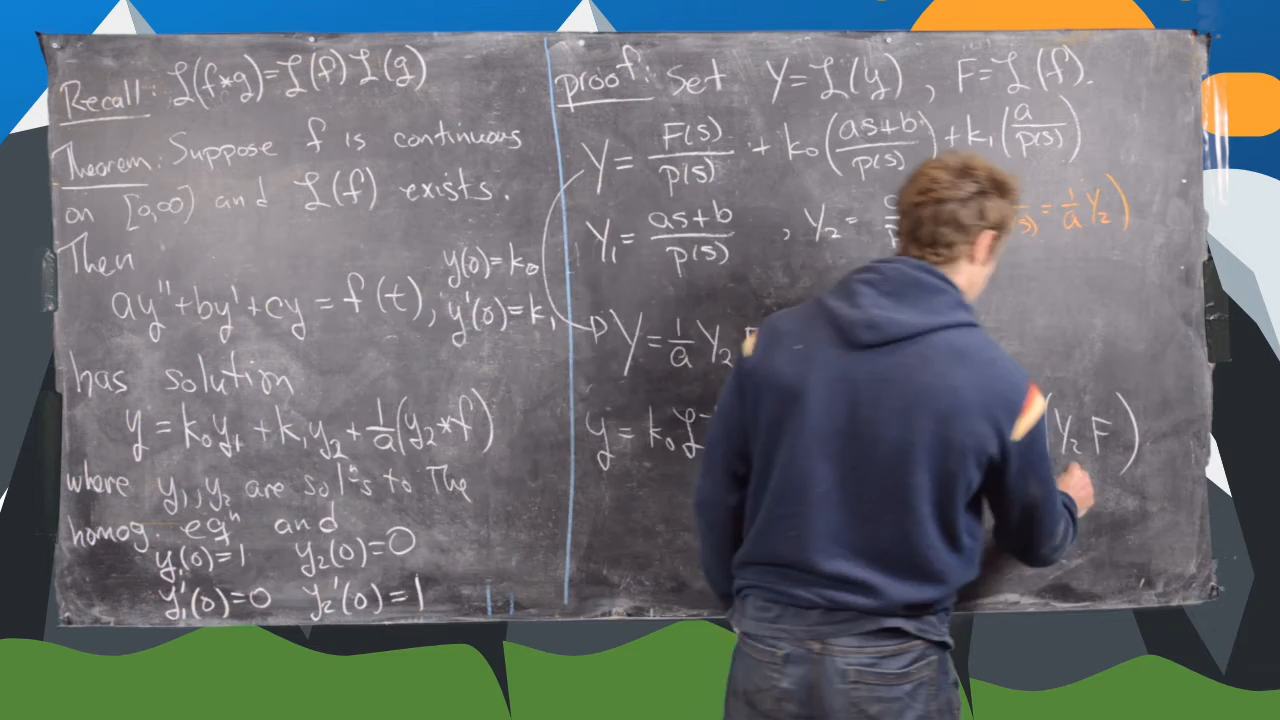 Recall: ℒ(f*g)=ℒ(f)ℒ(g)
Theorem: Suppose f is continuous
on [0,∞) and ℒ(f) exists.
Then
y(0)=k₀
ay''+by'+cy=f(t), y'(0)=k₁
has solution
y=k₀y₁+k₁y₂+1/a(y₂*f)
where y₁,y₂ are solⁿs to the
homog. eqⁿ and
y₁(0)=1 y₂(0)=0
y₁'(0)=0 y₂'(0)=1
proof: Set Y=ℒ(y), F=ℒ(f).
Y=F(s)/p(s)+k₀((as+b)/p(s))+k₁(a/p(s))
Y₁=(as+b)/p(s), Y₂=
=1/a Y₂)
Y=1/a Y₂
y=k₀ℒ
(Y₂F)